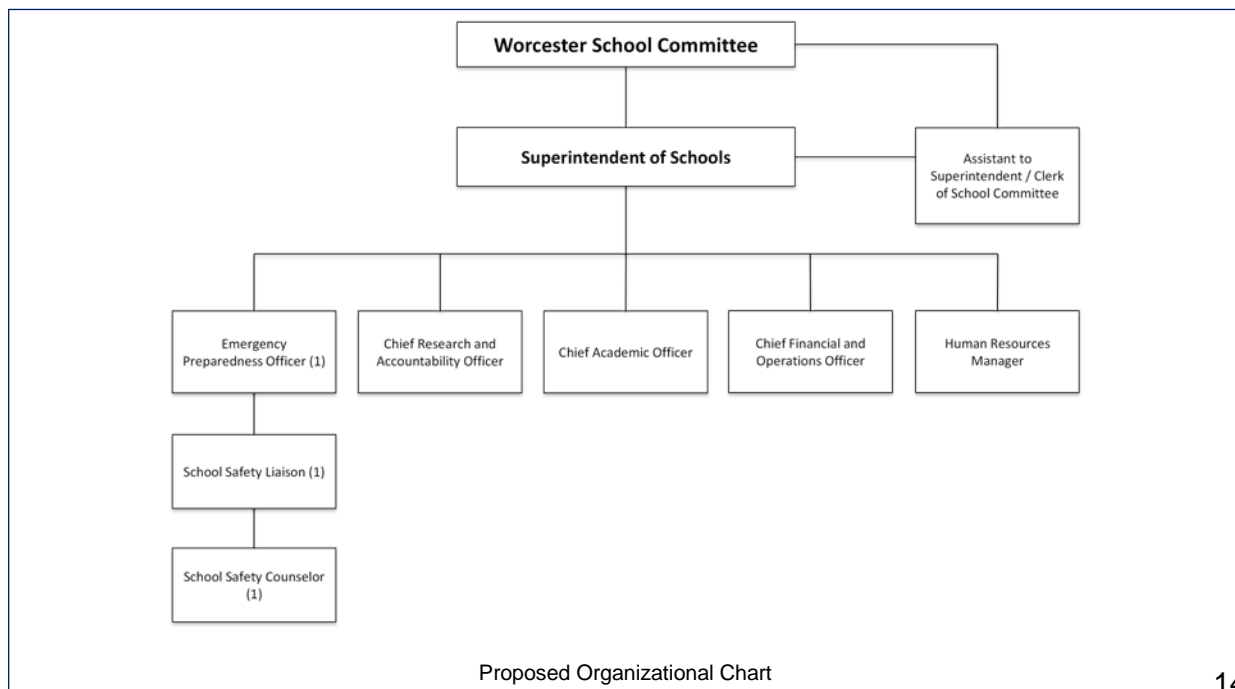 Worcester School Committee
Superintendent of Schools
Assistant to
Superintendent / Clerk
of School Committee
Emergency
Preparedness Officer (1)
Chief Research and
Accountability Officer
Chief Academic Officer
Chief Financial and
Operations Officer
Human Resources
Manager
School Safety Liaison (1)
School Safety Counselor
(1)
Proposed Organizational Chart
14